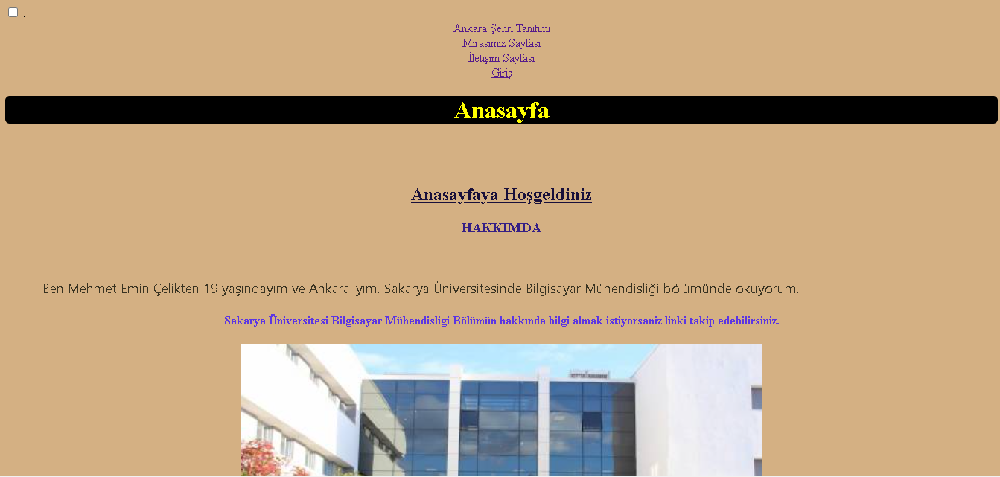 .
Ankara Şehri Tanıtımı
Mirasımız Sayfası
İletişim Sayfası
Giriş
Anasayfa
Anasayfaya Hoşgeldiniz
HAKKIMDA
Ben Mehmet Emin Çelikten 19 yaşındayım ve Ankaralıyım. Sakarya Üniversitesinde Bilgisayar Mühendisliği bölümünde okuyorum.
Sakarya Üniversitesi Bilgisayar Mühendisligi Bölümün hakkında bilgi almak istiyorsaniz linki takip edebilirsiniz.